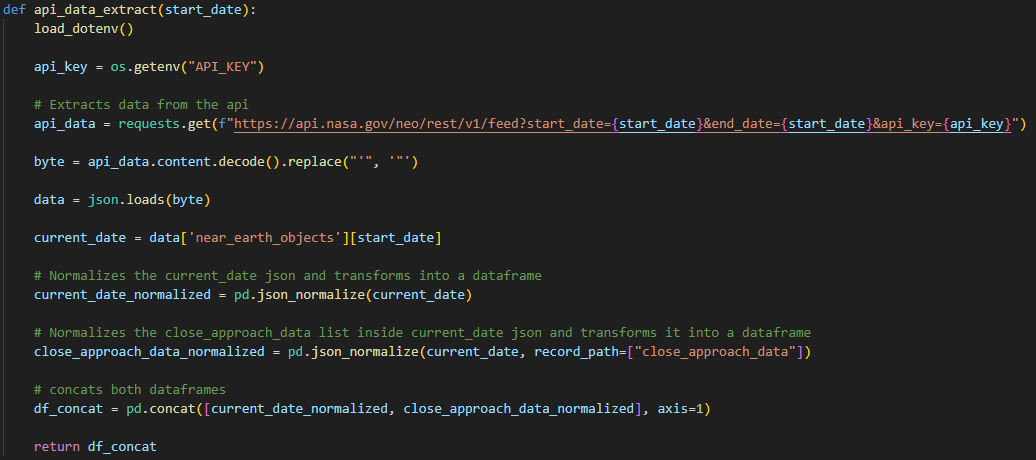 def api_data_extract(start_date):
load_dotenv()
api_key = os.getenv("API_KEY")
# Extracts data from the api
api_data = requests.get(f"https://api.nasa.gov/neo/rest/v1/feed?start_date={start_date}&end_date={start_date}&api_key={api_key}")
byte = api_data.content.decode().replace("'", '"')
data = json.loads(byte)
current_date = data['near_earth_objects'][start_date]
# Normalizes the current_date json and transforms into a dataframe
current_date_normalized = pd.json_normalize(current_date)
# Normalizes the close_approach_data list inside current_date json and transforms it into a dataframe
close_approach_data_normalized = pd.json_normalize(current_date, record_path=["close_approach_data"])
# concats both dataframes
df_concat = pd.concat([current_date_normalized, close_approach_data_normalized], axis=1)
return df_concat